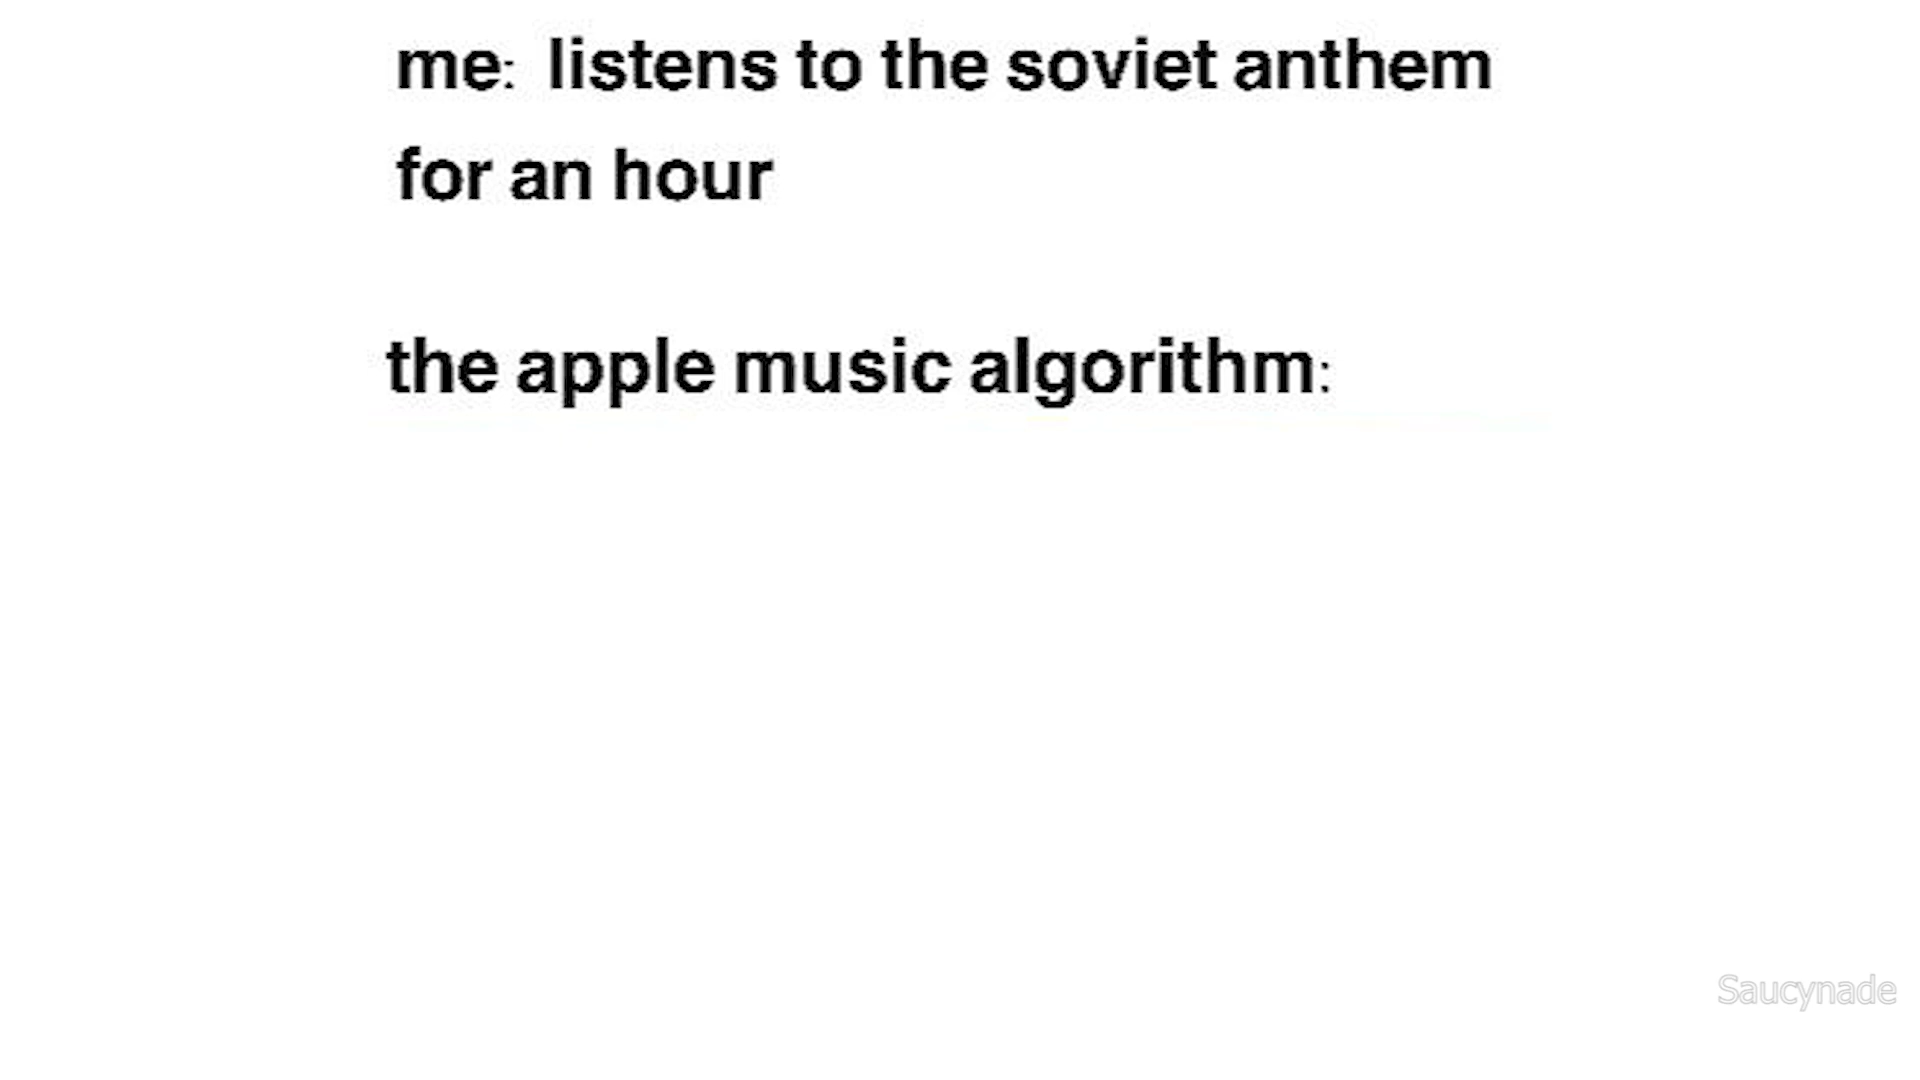 me: listens to the soviet anthem
for an hour
the apple music algorithm:
Saucynade